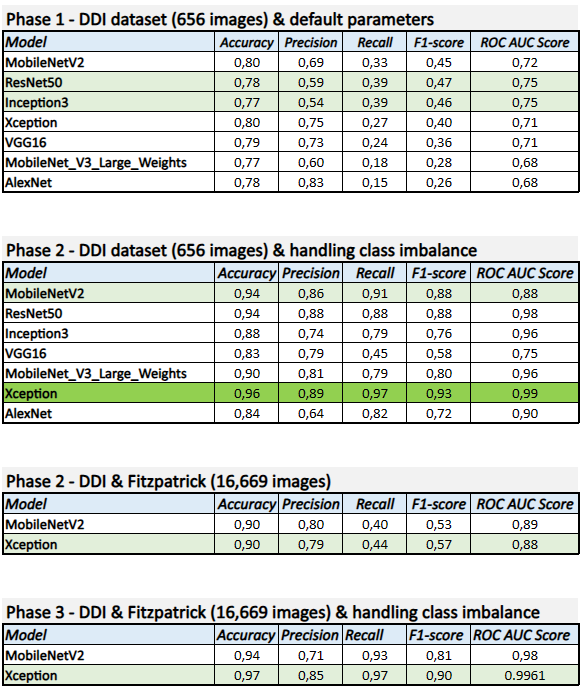 Phase 1 - DDI dataset (656 images) & default parameters
Model Accuracy Precision Recall F1-score ROC AUC Score
MobileNetV2 0,80 0,69 0,33 0,45 0,72
ResNet50 0,78 0,59 0,39 0,47 0,75
Inception3 0,77 0,54 0,39 0,46 0,75
Xception 0,80 0,75 0,27 0,40 0,71
VGG16 0,79 0,73 0,24 0,36 0,71
MobileNet_V3_Large_Weights 0,77 0,60 0,18 0,28 0,68
AlexNet 0,78 0,83 0,15 0,26 0,68
Phase 2 - DDI dataset (656 images) & handling class imbalance
Model Accuracy Precision Recall F1-score ROC AUC Score
MobileNetV2 0,94 0,86 0,91 0,88 0,88
ResNet50 0,94 0,88 0,88 0,88 0,98
Inception3 0,88 0,74 0,79 0,76 0,96
VGG16 0,83 0,79 0,45 0,58 0,75
MobileNet_V3_Large_Weights 0,90 0,81 0,79 0,80 0,96
Xception 0,96 0,89 0,97 0,93 0,99
AlexNet 0,84 0,64 0,82 0,72 0,90
Phase 2 - DDI & Fitzpatrick (16,669 images)
Model Accuracy Precision Recall F1-score ROC AUC Score
MobileNetV2 0,90 0,80 0,40 0,53 0,89
Xception 0,90 0,79 0,44 0,57 0,88
Phase 3 - DDI & Fitzpatrick (16,669 images) & handling class imbalance
Model Accuracy Precision Recall F1-score ROC AUC Score
MobileNetV2 0,94 0,71 0,93 0,81 0,98
Xception 0,97 0,85 0,97 0,90 0.9961